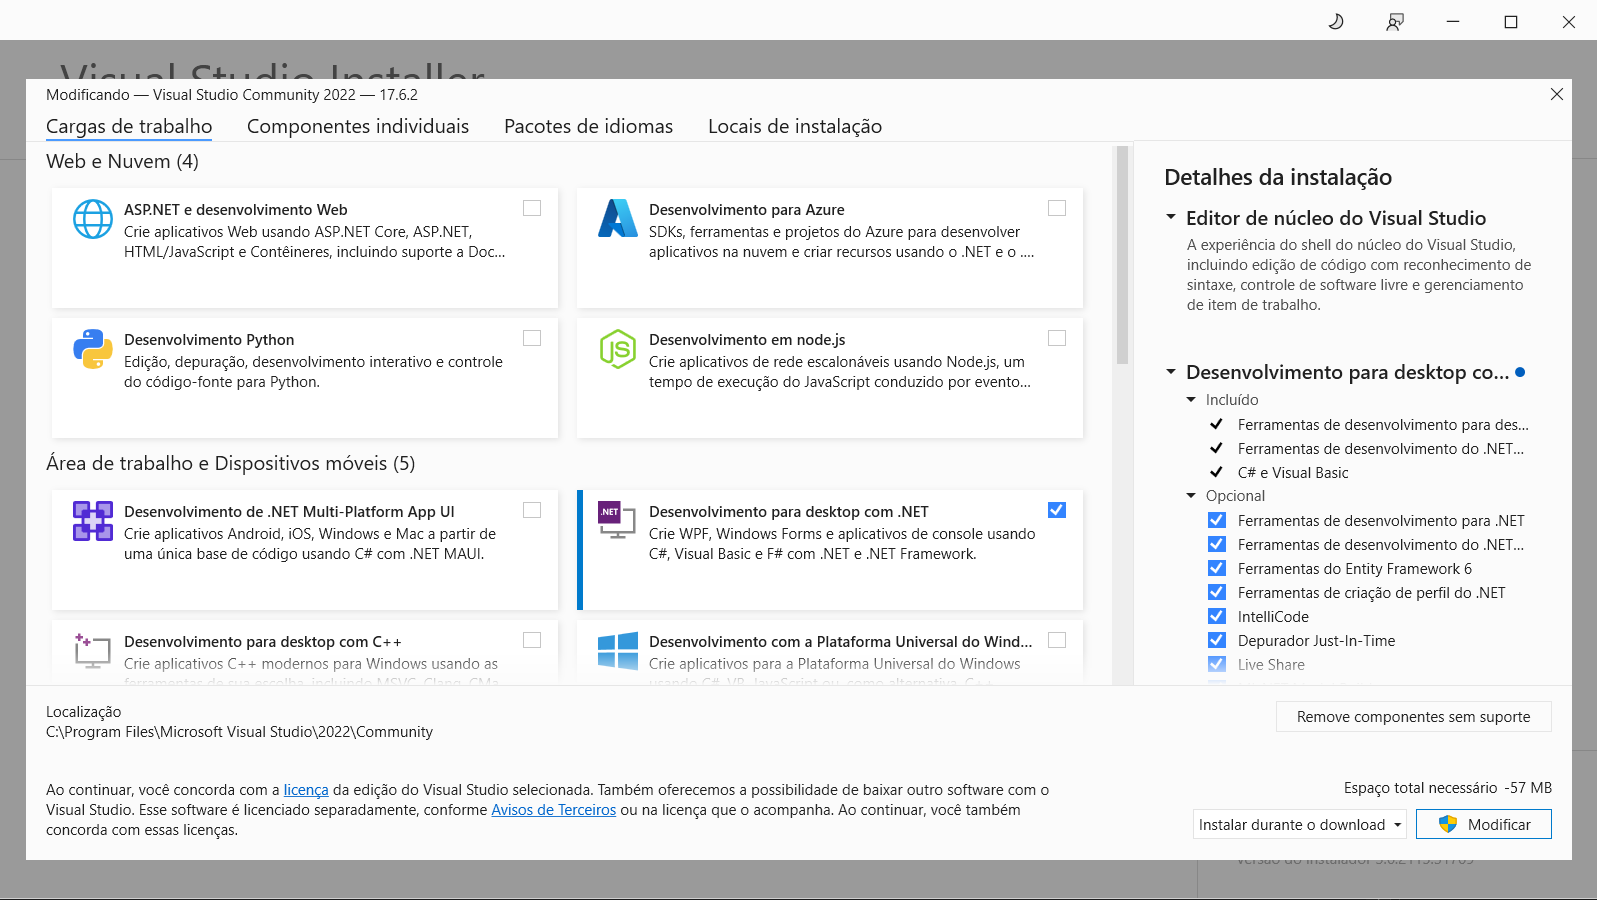 Visual Studio Installer
Modificando — Visual Studio Community 2022 — 17.6.2
Cargas de trabalho
Componentes individuais
Pacotes de idiomas
Locais de instalação
Web e Nuvem (4)
ASP.NET e desenvolvimento Web
Crie aplicativos Web usando ASP.NET Core, ASP.NET,
HTML/JavaScript e Contêineres, incluindo suporte a Doc...
Desenvolvimento para Azure
SDKs, ferramentas e projetos do Azure para desenvolver
aplicativos na nuvem e criar recursos usando o .NET e o ....
Desenvolvimento Python
Edição, depuração, desenvolvimento interativo e controle
do código-fonte para Python.
JS
Desenvolvimento em node.js
Crie aplicativos de rede escalonáveis usando Node.js, um
tempo de execução do JavaScript conduzido por evento...
Área de trabalho e Dispositivos móveis (5)
Desenvolvimento de .NET Multi-Platform App UI
Crie aplicativos Android, iOS, Windows e Mac a partir de
uma única base de código usando C# com .NET MAUI.
.NET
Desenvolvimento para desktop com .NET
Crie WPF, Windows Forms e aplicativos de console usando
C#, Visual Basic e F# com .NET e .NET Framework.
Desenvolvimento para desktop com C++
Crie aplicativos C++ modernos para Windows usando as
ferramentas de sua escolha, incluindo MSVC, Clang, CMa
Desenvolvimento com a Plataforma Universal do Wind...
Crie aplicativos para a Plataforma Universal do Windows
usando C#, VB, JavaScript ou, como alternativa, C++
Detalhes da instalação
Editor de núcleo do Visual Studio
A experiência do shell do núcleo do Visual Studio,
incluindo edição de código com reconhecimento de
sintaxe, controle de software livre e gerenciamento
de item de trabalho.
Desenvolvimento para desktop co...
Incluído
Ferramentas de desenvolvimento para des...
Ferramentas de desenvolvimento do .NET...
C# e Visual Basic
Opcional
Ferramentas de desenvolvimento para .NET
Ferramentas de desenvolvimento do .NET...
Ferramentas do Entity Framework 6
Ferramentas de criação de perfil do .NET
IntelliCode
Depurador Just-In-Time
Live Share
Localização
C:\Program Files\Microsoft Visual Studio\2022\Community
Remove componentes sem suporte
Ao continuar, você concorda com a licença da edição do Visual Studio selecionada. Também oferecemos a possibilidade de baixar outro software com o
Visual Studio. Esse software é licenciado separadamente, conforme Avisos de Terceiros ou na licença que o acompanha. Ao continuar, você também
concorda com essas licenças.
Espaço total necessário -57 MB
Instalar durante o download
Modificar